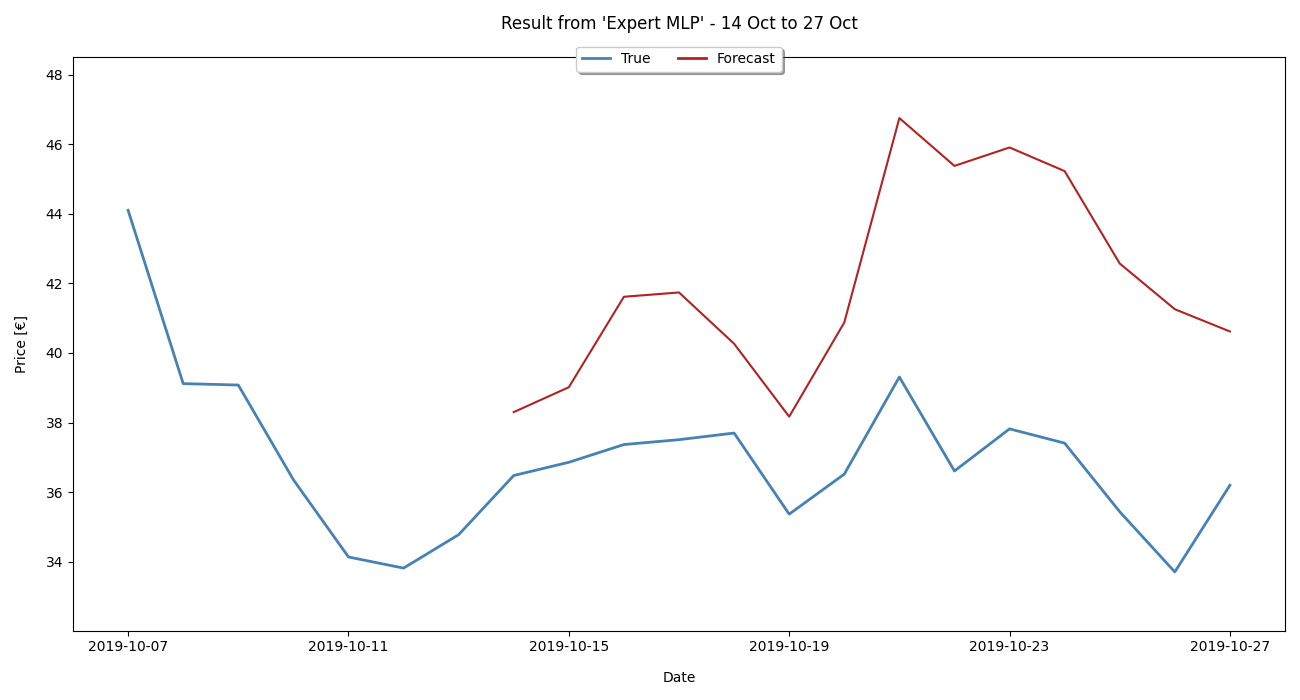 Result from 'Expert MLP' - 14 Oct to 27 Oct
True Forecast
48
46
44
42
40
38
36
34
Price [€]
2019-10-07 2019-10-11 2019-10-15 2019-10-19 2019-10-23 2019-10-27
Date